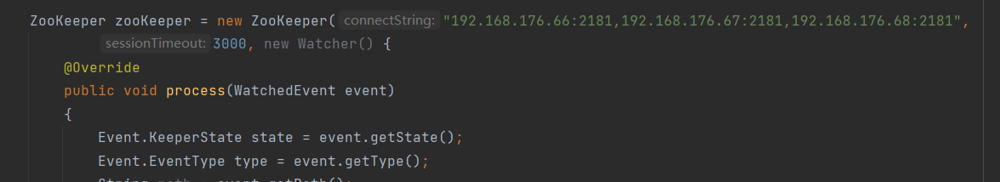 ZooKeeper zooKeeper = new ZooKeeper( connectString: "192.168.176.66:2181,192.168.176.67:2181,192.168.176.68:2181",
sessionTimeout: 3000, new Watcher() {
@Override
public void process(WatchedEvent event)
{
Event.KeeperState state = event.getState();
Event.EventType type = event.getType();
String path = event.getPath();